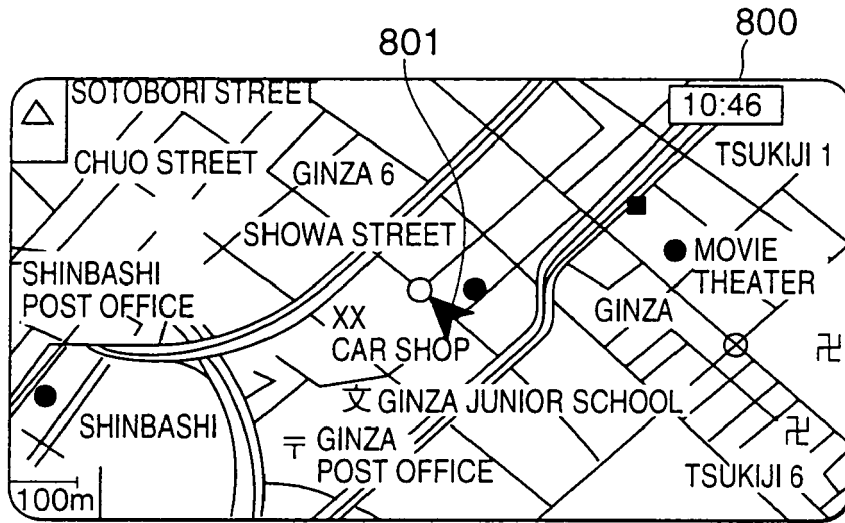 801
800
SOTOBORI STREET
10:46
CHUO STREET
GINZA 6
TSUKIJI 1
SHOWA STREET
MOVIE
THEATER
SHINBASHI
POST OFFICE
GINZA
XX
CAR SHOP
文 GINZA JUNIOR SCHOOL
SHINBASHI
〒 GINZA
POST OFFICE
卍
卍
TSUKIJI 6
100m